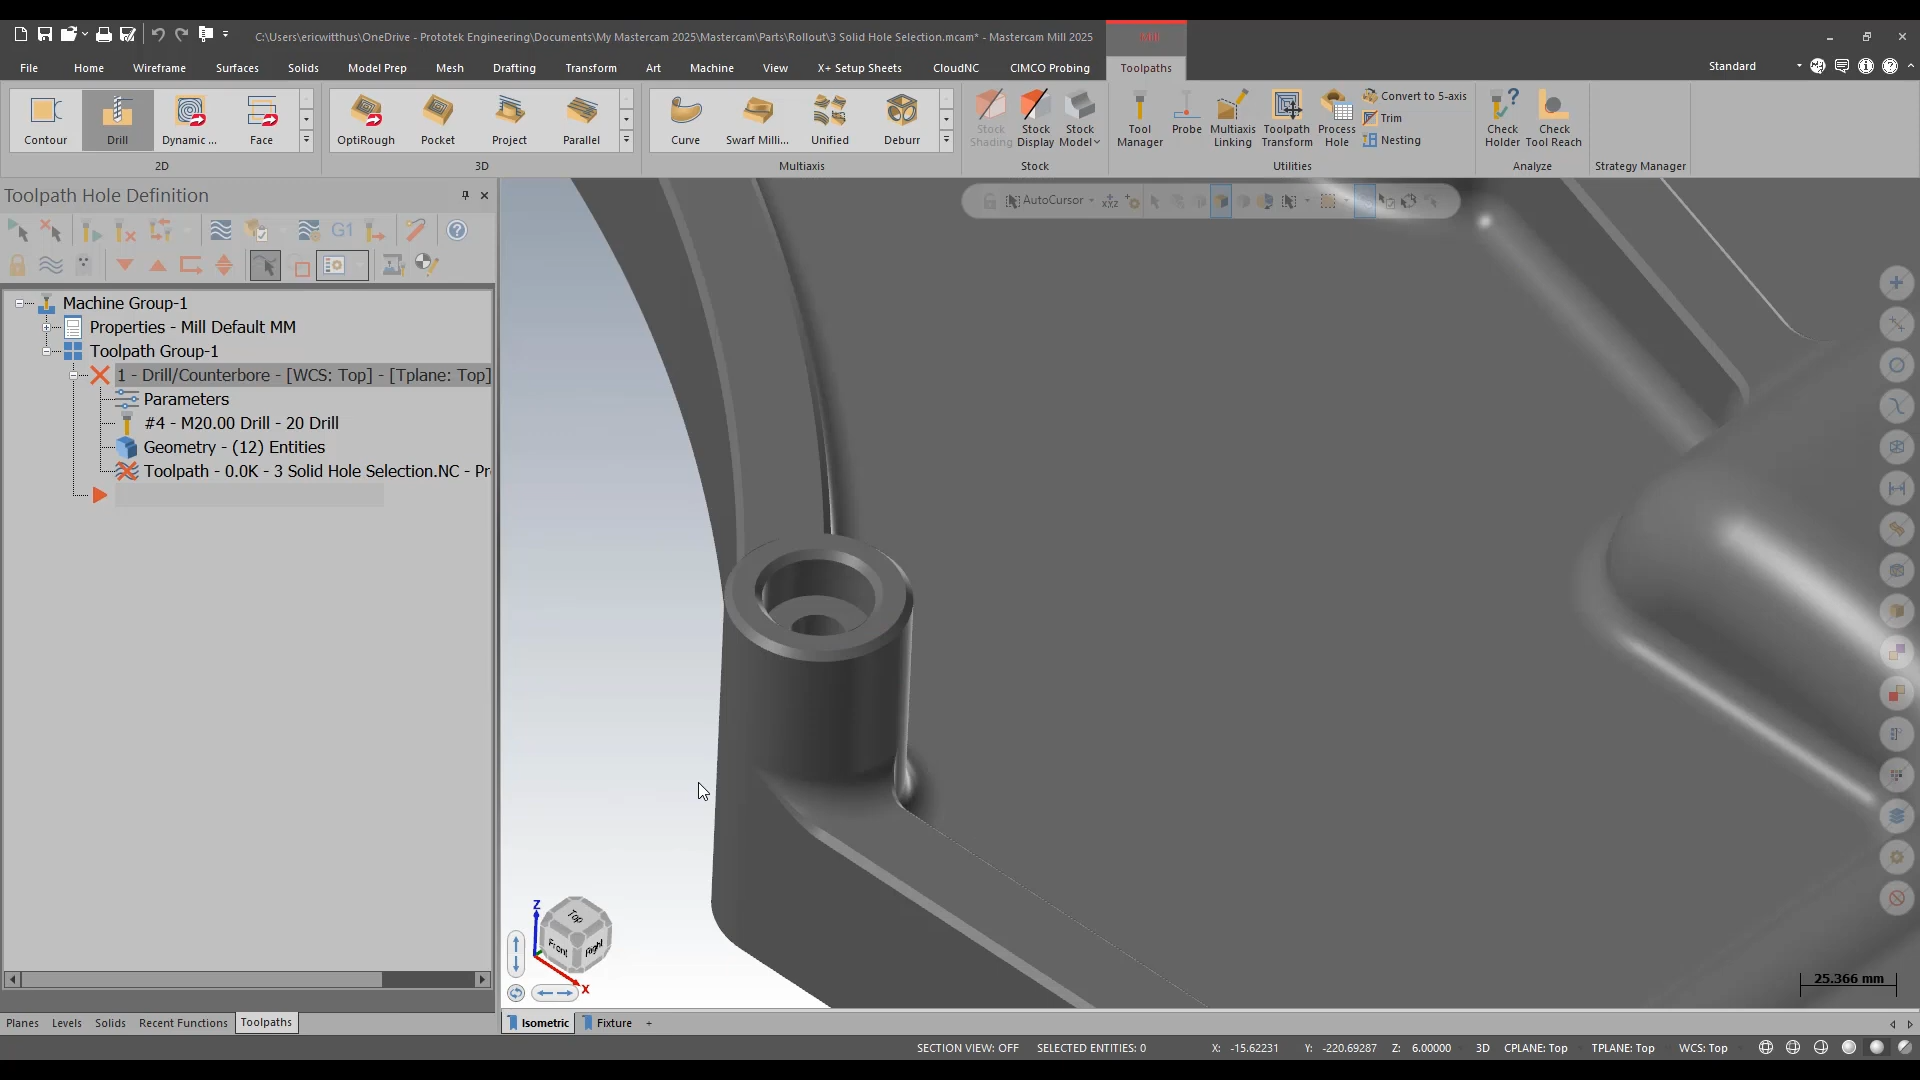 C:\Users\ericwitthus\OneDrive - Prototek Engineering\Documents\My Mastercam 2025\Mastercam\Parts\Rollout\3 Solid Hole Selection.mcam* - Mastercam Mill 2025
Mill
File Home Wireframe Surfaces Solids Model Prep Mesh Drafting Transform Art Machine View X+ Setup Sheets CloudNC CIMCO Probing Toolpaths Standard
Contour Drill Dynamic ... Face OptiRough Pocket Project Parallel Curve Swarf Milli... Unified Deburr
Stock Shading Stock Display Stock Model Tool Manager Probe Multiaxis Linking Toolpath Transform Process Hole
Convert to 5-axis
Trim
Nesting
Check Holder Check Tool Reach
2D 3D Multiaxis Stock Utilities Analyze Strategy Manager
Toolpath Hole Definition
AutoCursor
G1
Machine Group-1
Properties - Mill Default MM
Toolpath Group-1
1 - Drill/Counterbore - [WCS: Top] - [Tplane: Top]
Parameters
#4 - M20.00 Drill - 20 Drill
Geometry - (12) Entities
Toolpath - 0.0K - 3 Solid Hole Selection.NC - Pr
Z
Top
Front Right
X
25.366 mm
Planes Levels Solids Recent Functions Toolpaths
Isometric Fixture +
SECTION VIEW: OFF SELECTED ENTITIES: 0 X: -15.62231 Y: -220.69287 Z: 6.00000 3D CPLANE: Top TPLANE: Top WCS: Top